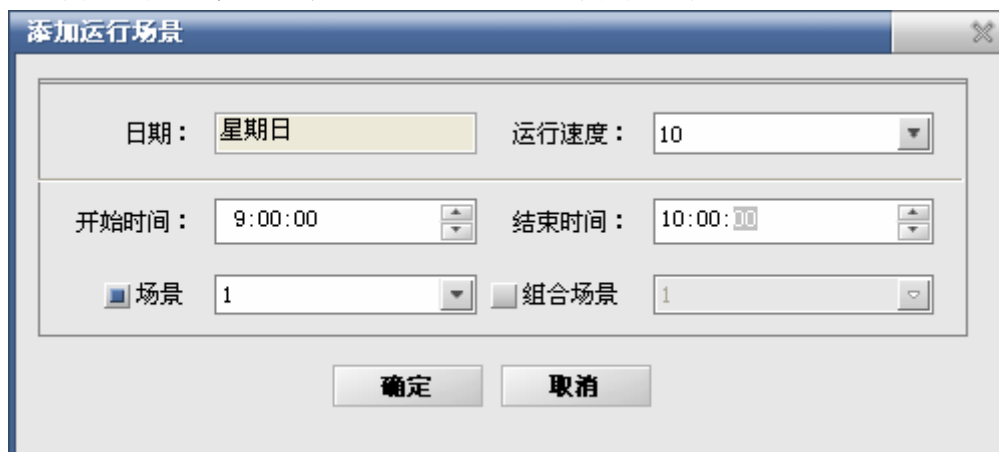 添加运行场景
日期： 星期日 运行速度： 10
开始时间： 9:00:00 结束时间： 10:00:00
场景 1 组合场景 1
确定 取消